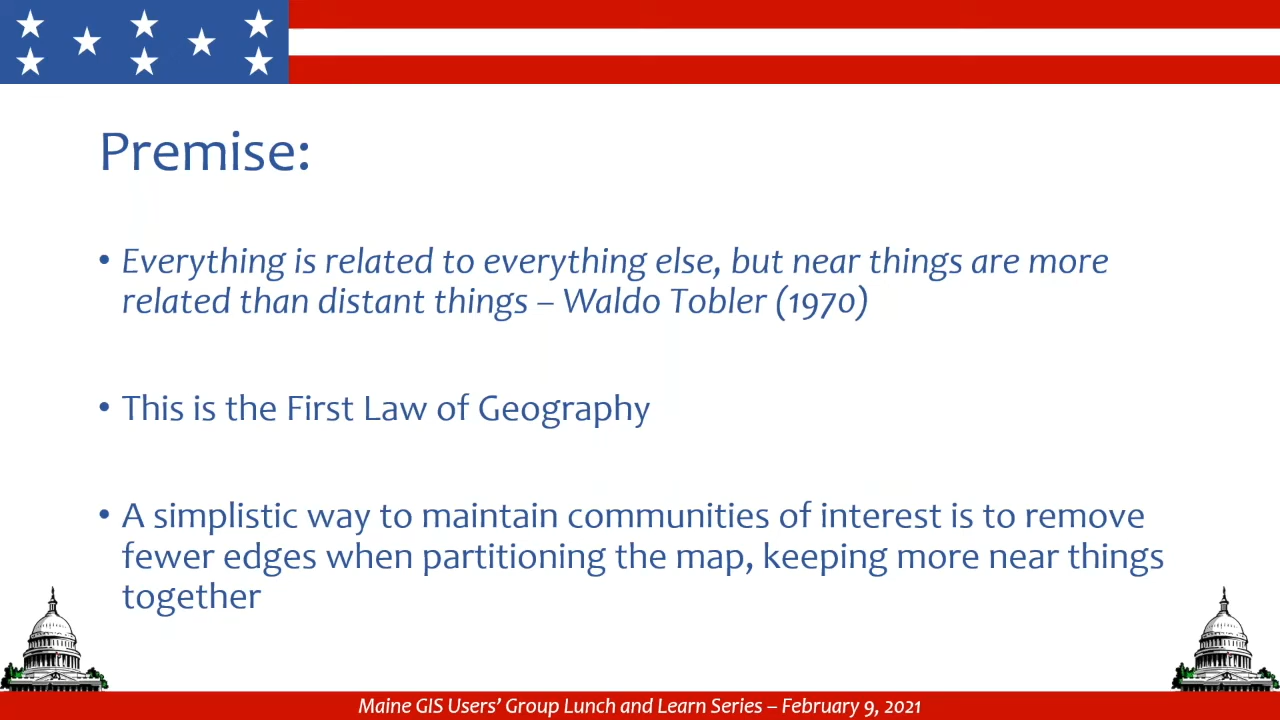 Premise:
• Everything is related to everything else, but near things are more
related than distant things – Waldo Tobler (1970)
• This is the First Law of Geography
• A simplistic way to maintain communities of interest is to remove
fewer edges when partitioning the map, keeping more near things
together
Maine GIS Users’ Group Lunch and Learn Series – February 9, 2021